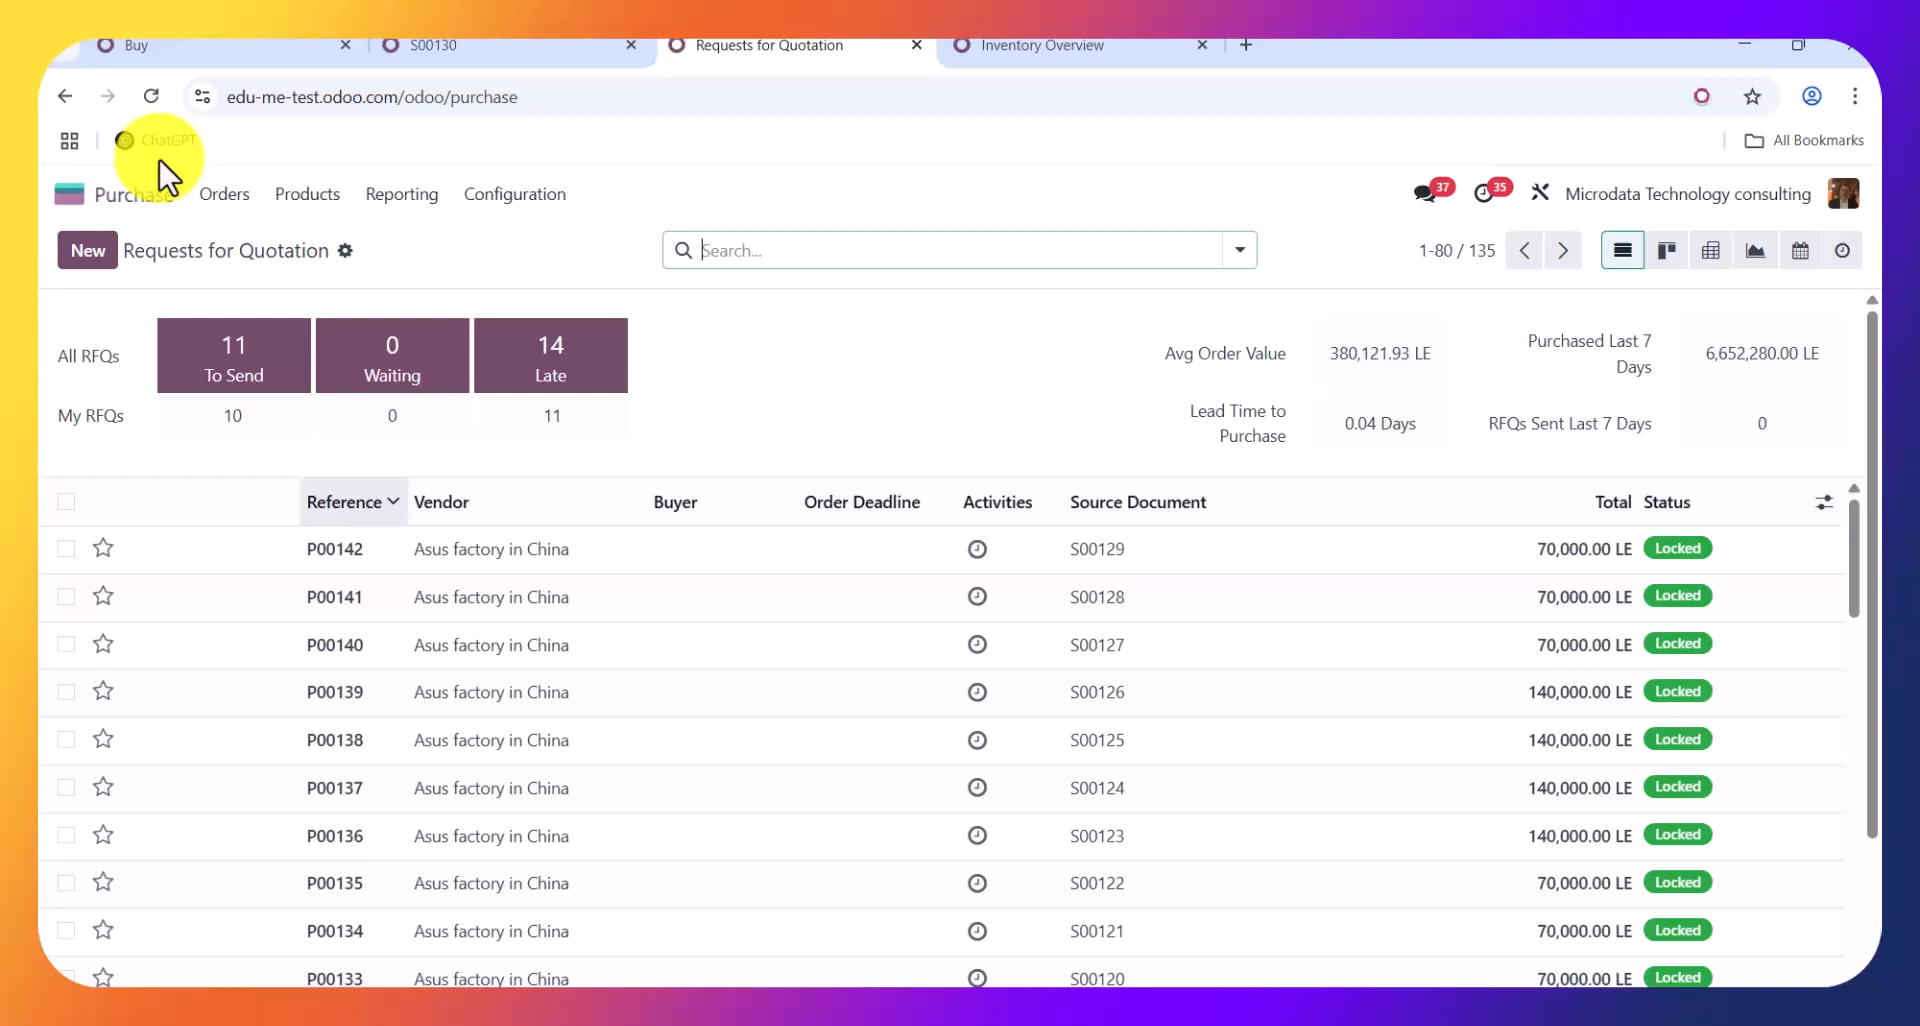 Buy
S00130
Requests for Quotation
Inventory Overview
edu-me-test.odoo.com/odoo/purchase
ChatGPT
All Bookmarks
Purchase Orders Products Reporting Configuration
37
35
Microdata Technology consulting
New Requests for Quotation
Search...
1-80 / 135
All RFQs
11 To Send
0 Waiting
14 Late
My RFQs 10 0 11
Avg Order Value 380,121.93 LE
Purchased Last 7 Days 6,652,280.00 LE
Lead Time to Purchase 0.04 Days
RFQs Sent Last 7 Days 0
Reference Vendor Buyer Order Deadline Activities Source Document Total Status
P00142 Asus factory in China S00129 70,000.00 LE Locked
P00141 Asus factory in China S00128 70,000.00 LE Locked
P00140 Asus factory in China S00127 70,000.00 LE Locked
P00139 Asus factory in China S00126 140,000.00 LE Locked
P00138 Asus factory in China S00125 140,000.00 LE Locked
P00137 Asus factory in China S00124 140,000.00 LE Locked
P00136 Asus factory in China S00123 140,000.00 LE Locked
P00135 Asus factory in China S00122 70,000.00 LE Locked
P00134 Asus factory in China S00121 70,000.00 LE Locked
P00133 Asus factory in China S00120 70,000.00 LE Locked